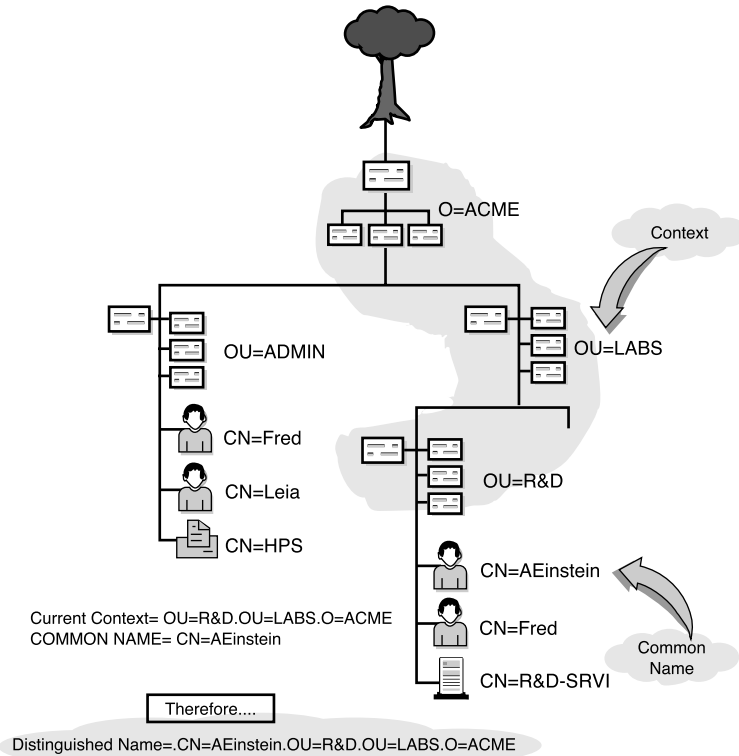 O=ACME
Context
OU=ADMIN
OU=LABS
CN=Fred
OU=R&D
CN=Leia
CN=HPS
CN=AEinstein
Current Context= OU=R&D.OU=LABS.O=ACME
CN=Fred
COMMON NAME= CN=AEinstein
Common
Name
CN=R&D-SRVI
Therefore....
Distinguished Name=.CN=AEinstein.OU=R&D.OU=LABS.O=ACME